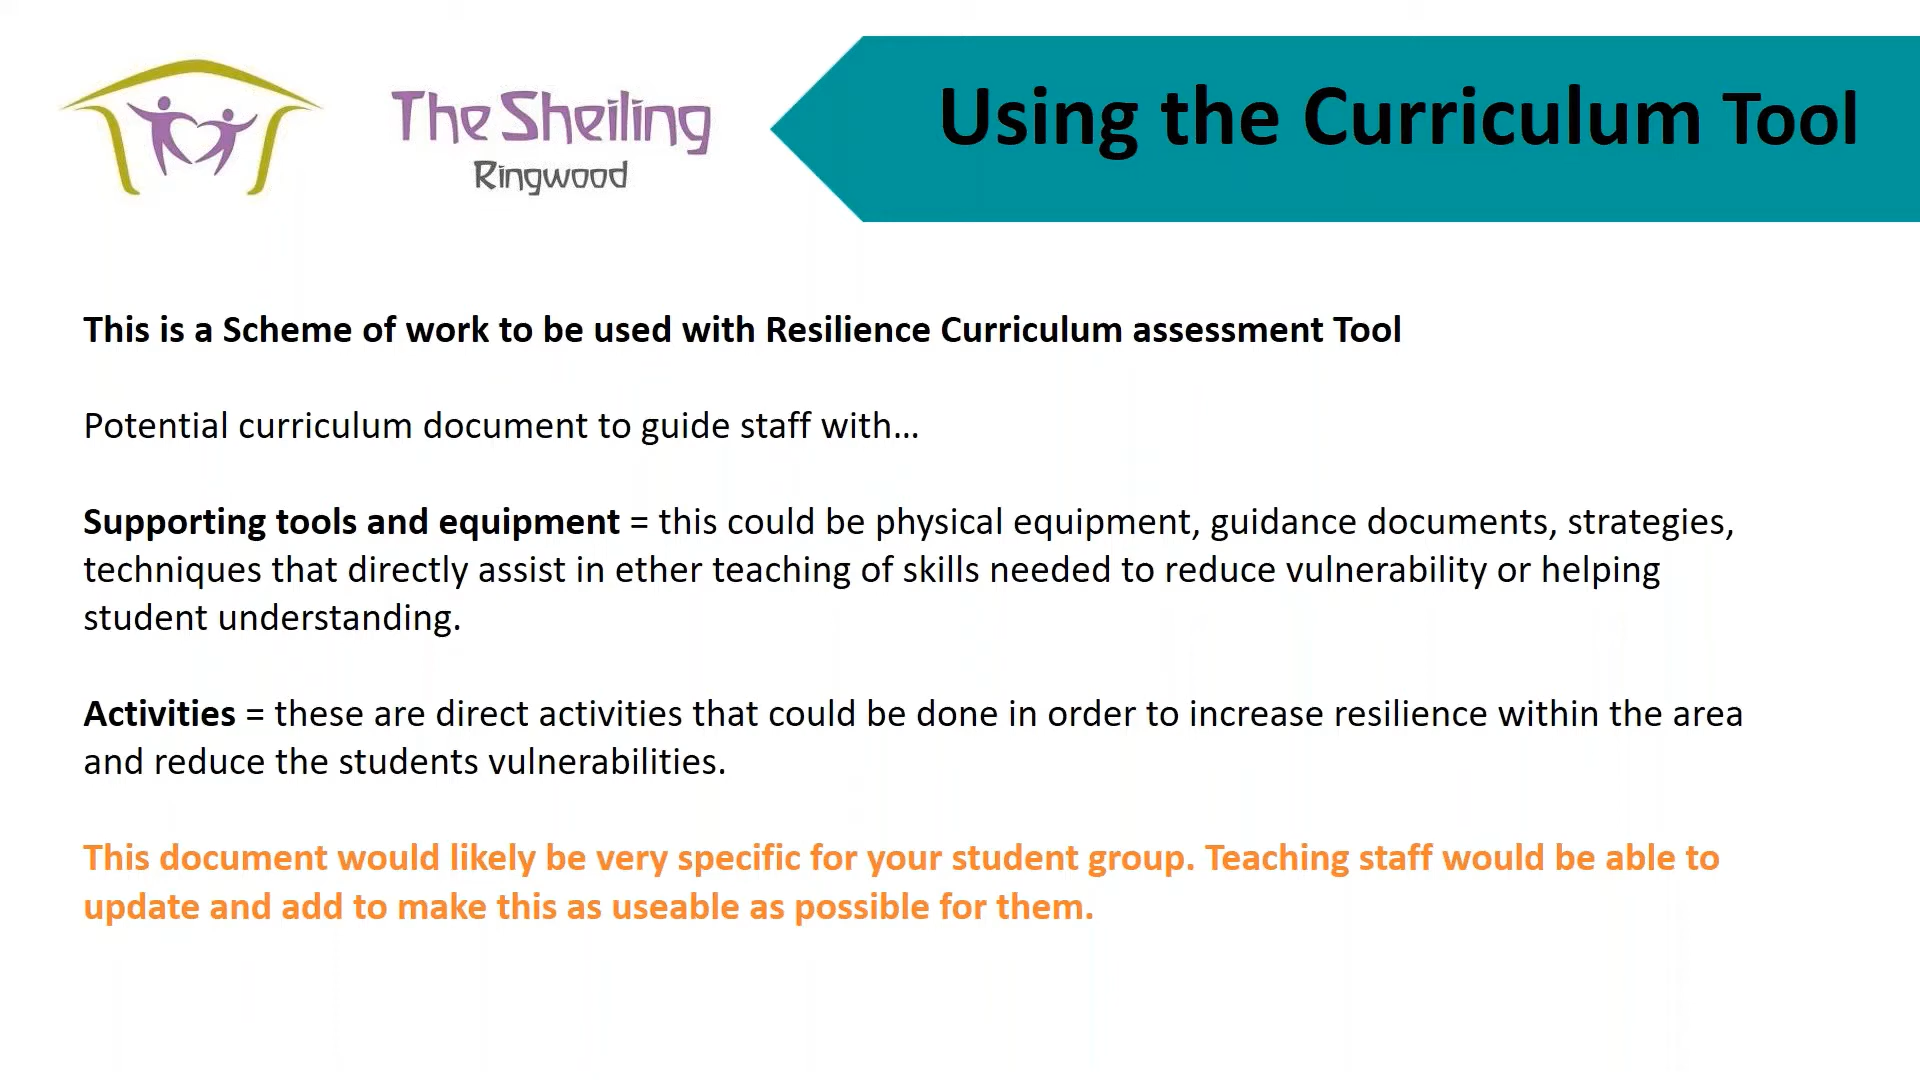 The Sheiling
Ringwood
Using the Curriculum Tool
This is a Scheme of work to be used with Resilience Curriculum assessment Tool
Potential curriculum document to guide staff with...
Supporting tools and equipment = this could be physical equipment, guidance documents, strategies,
techniques that directly assist in ether teaching of skills needed to reduce vulnerability or helping
student understanding.
Activities = these are direct activities that could be done in order to increase resilience within the area
and reduce the students vulnerabilities.
This document would likely be very specific for your student group. Teaching staff would be able to
update and add to make this as useable as possible for them.